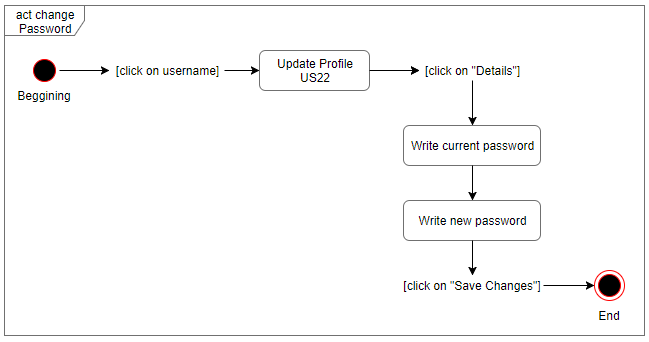 act change
Password
[click on username]
Update Profile
US22
[click on "Details"]
Beggining
Write current password
Write new password
[click on "Save Changes"]
End